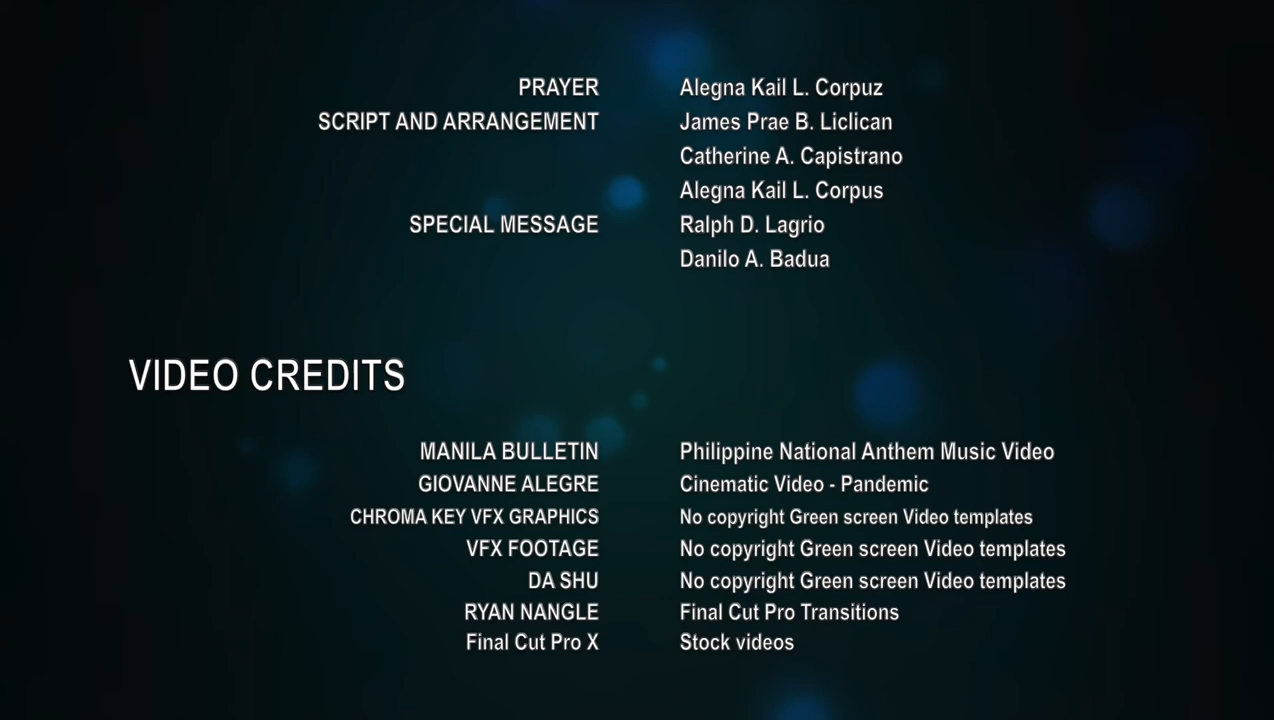 PRAYER Alegna Kail L. Corpuz
SCRIPT AND ARRANGEMENT James Prae B. Liclican
Catherine A. Capistrano
Alegna Kail L. Corpus
SPECIAL MESSAGE Ralph D. Lagrio
Danilo A. Badua
VIDEO CREDITS
MANILA BULLETIN Philippine National Anthem Music Video
GIOVANNE ALEGRE Cinematic Video - Pandemic
CHROMA KEY VFX GRAPHICS No copyright Green screen Video templates
VFX FOOTAGE No copyright Green screen Video templates
DA SHU No copyright Green screen Video templates
RYAN NANGLE Final Cut Pro Transitions
Final Cut Pro X Stock videos